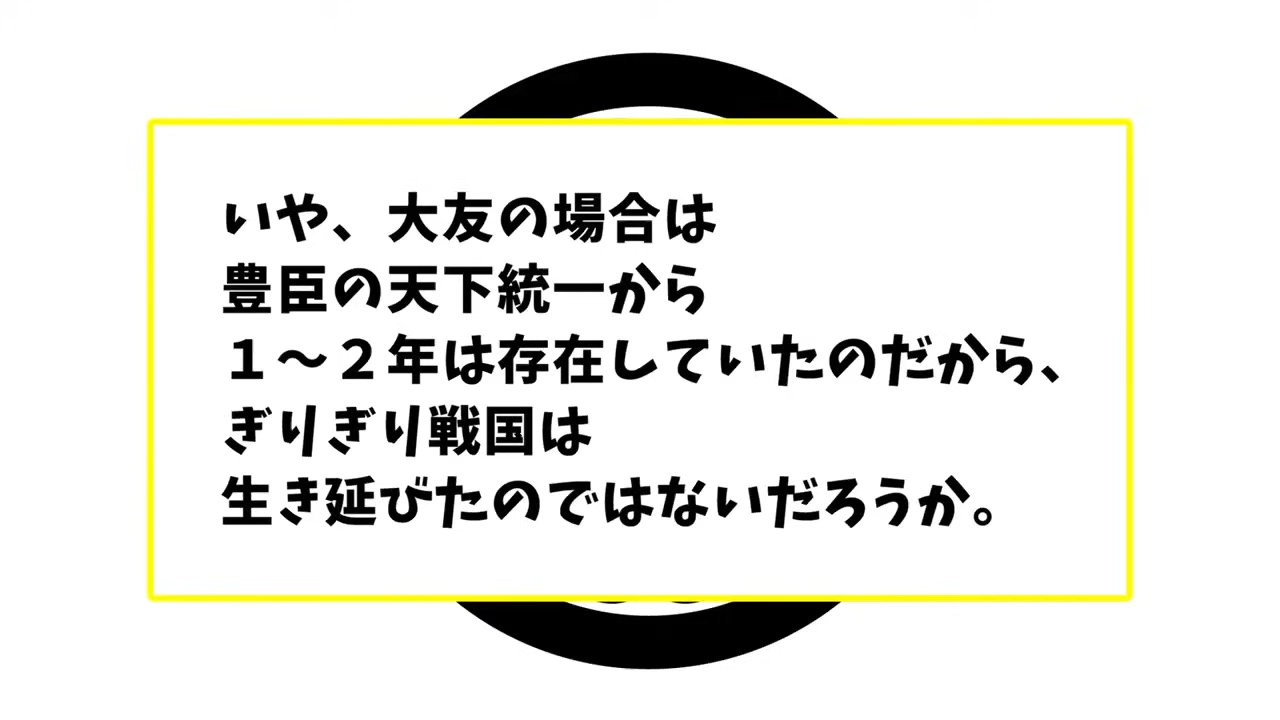 いや、大友の場合は
豊臣の天下統一から
１～２年は存在していたのだから、
ぎりぎり戦国は
生き延びたのではないだろうか。